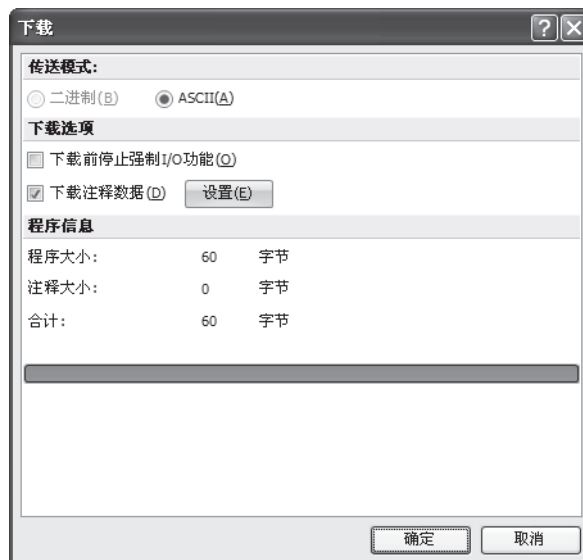 下载
传送模式:
二进制(B) ASCII(A)
下载选项
下载前停止强制I/O功能(O)
下载注释数据(D) 设置(E)
程序信息
程序大小: 60 字节
注释大小: 0 字节
合计: 60 字节
确定 取消